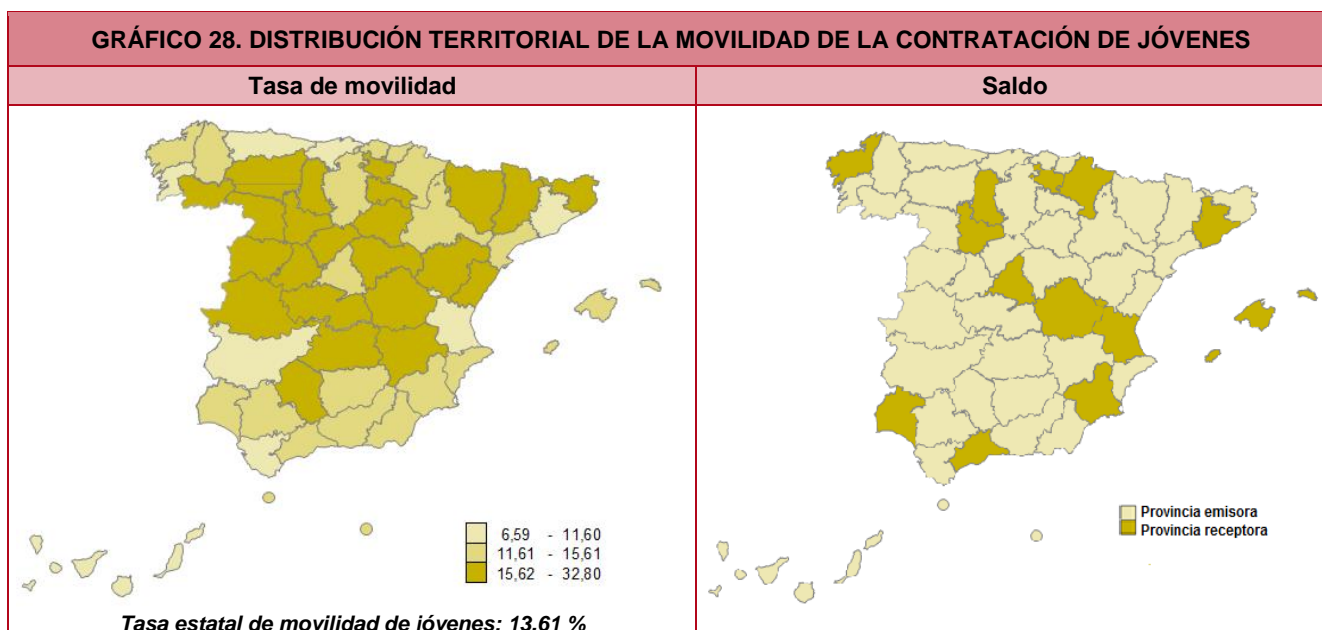 GRÁFICO 28. DISTRIBUCIÓN TERRITORIAL DE LA MOVILIDAD DE LA CONTRATACIÓN DE JÓVENES
Tasa de movilidad
Saldo
6,59 - 11,60
11,61 - 15,61
15,62 - 32,80
Tasa estatal de movilidad de jóvenes: 13,61 %
Provincia emisora
Provincia receptora